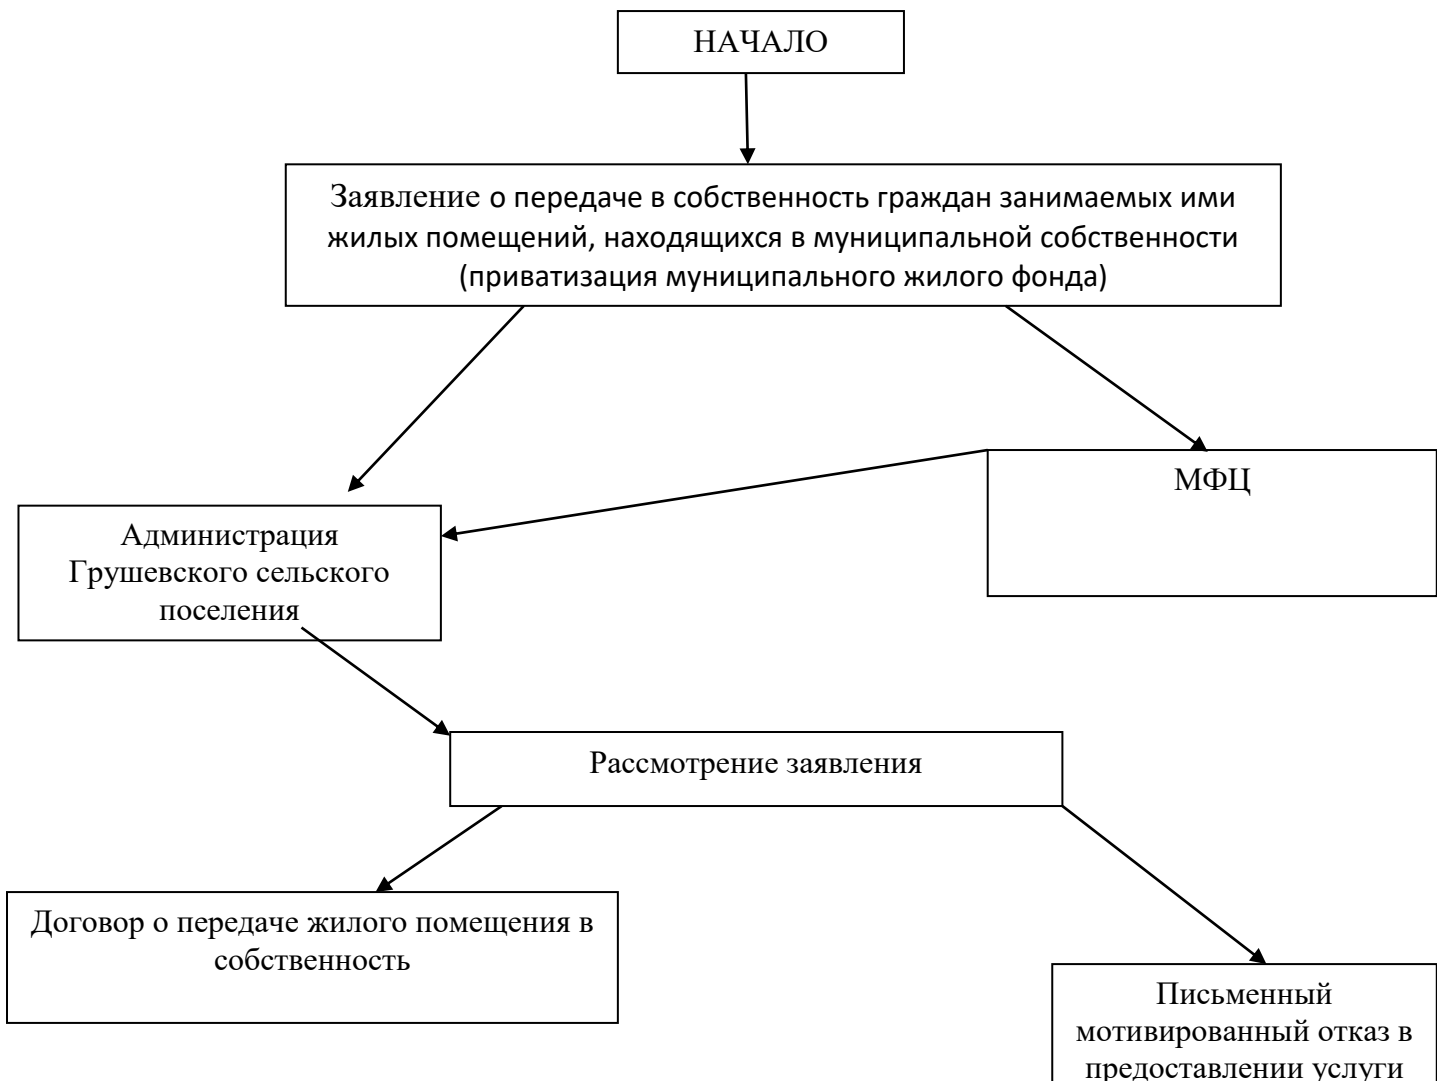 НАЧАЛО
Заявление о передаче в собственность граждан занимаемых ими
жилых помещений, находящихся в муниципальной собственности
(приватизация муниципального жилого фонда)
МФЦ
Администрация
Грушевского сельского
поселения
Рассмотрение заявления
Договор о передаче жилого помещения в
собственность
Письменный
мотивированный отказ в
предоставлении услуги